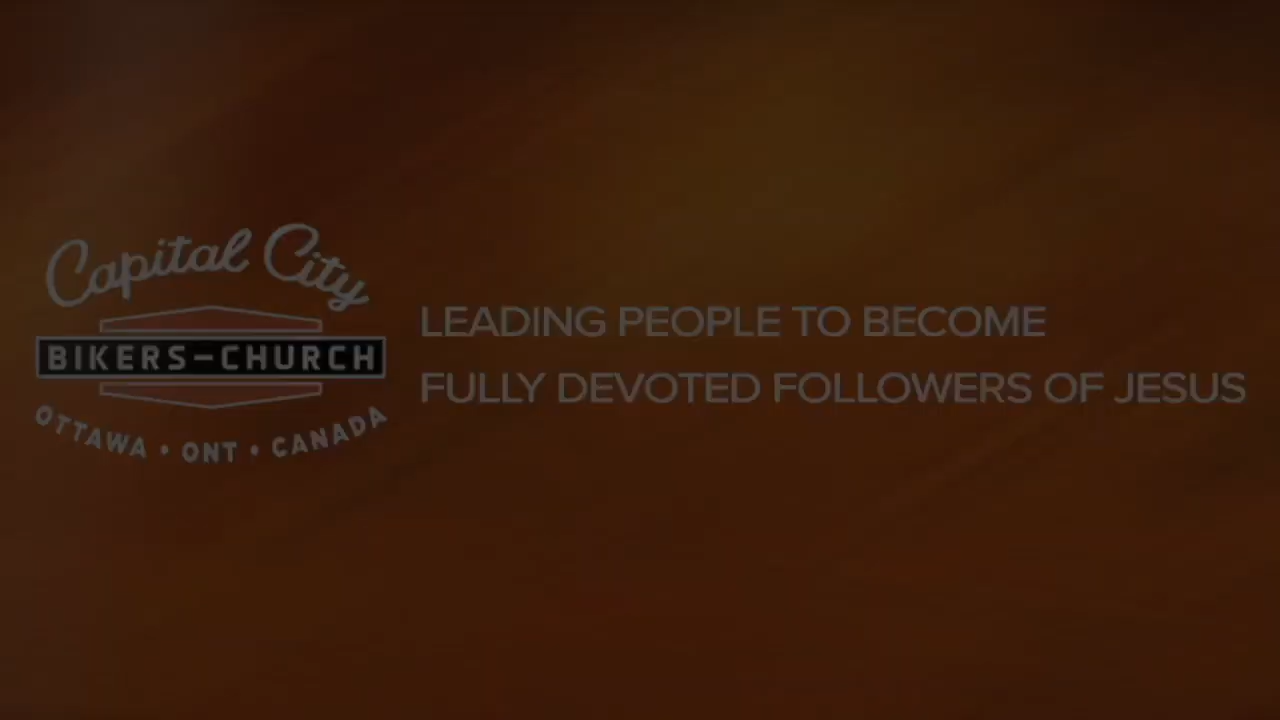 Capital City
BIKERS-CHURCH
OTTAWA • ONT • CANADA
LEADING PEOPLE TO BECOME
FULLY DEVOTED FOLLOWERS OF JESUS